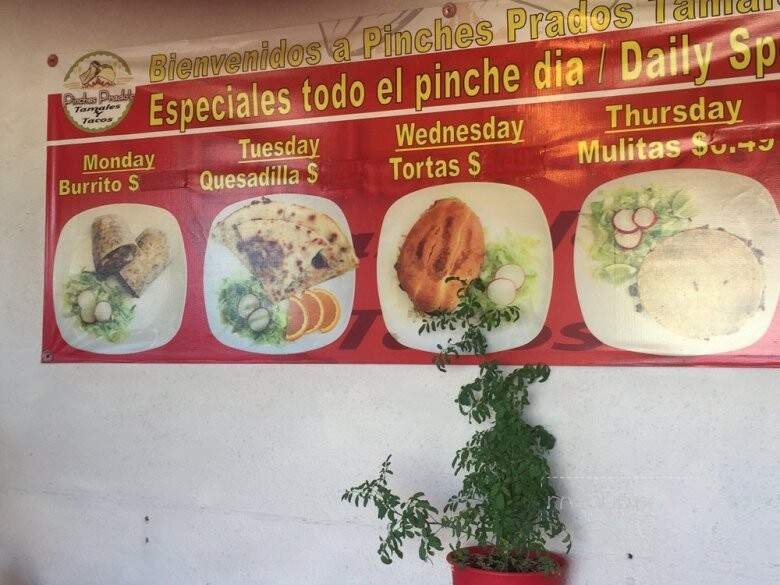 Bienvenidos a Pinches Prados Tamal
Especiales todo el pinche dia / Daily Sp
Pinches Prado's
Tamales
Y
Tacos
Monday
Burrito $
Tuesday
Quesadilla $
Wednesday
Tortas $
Thursday
Mulitas